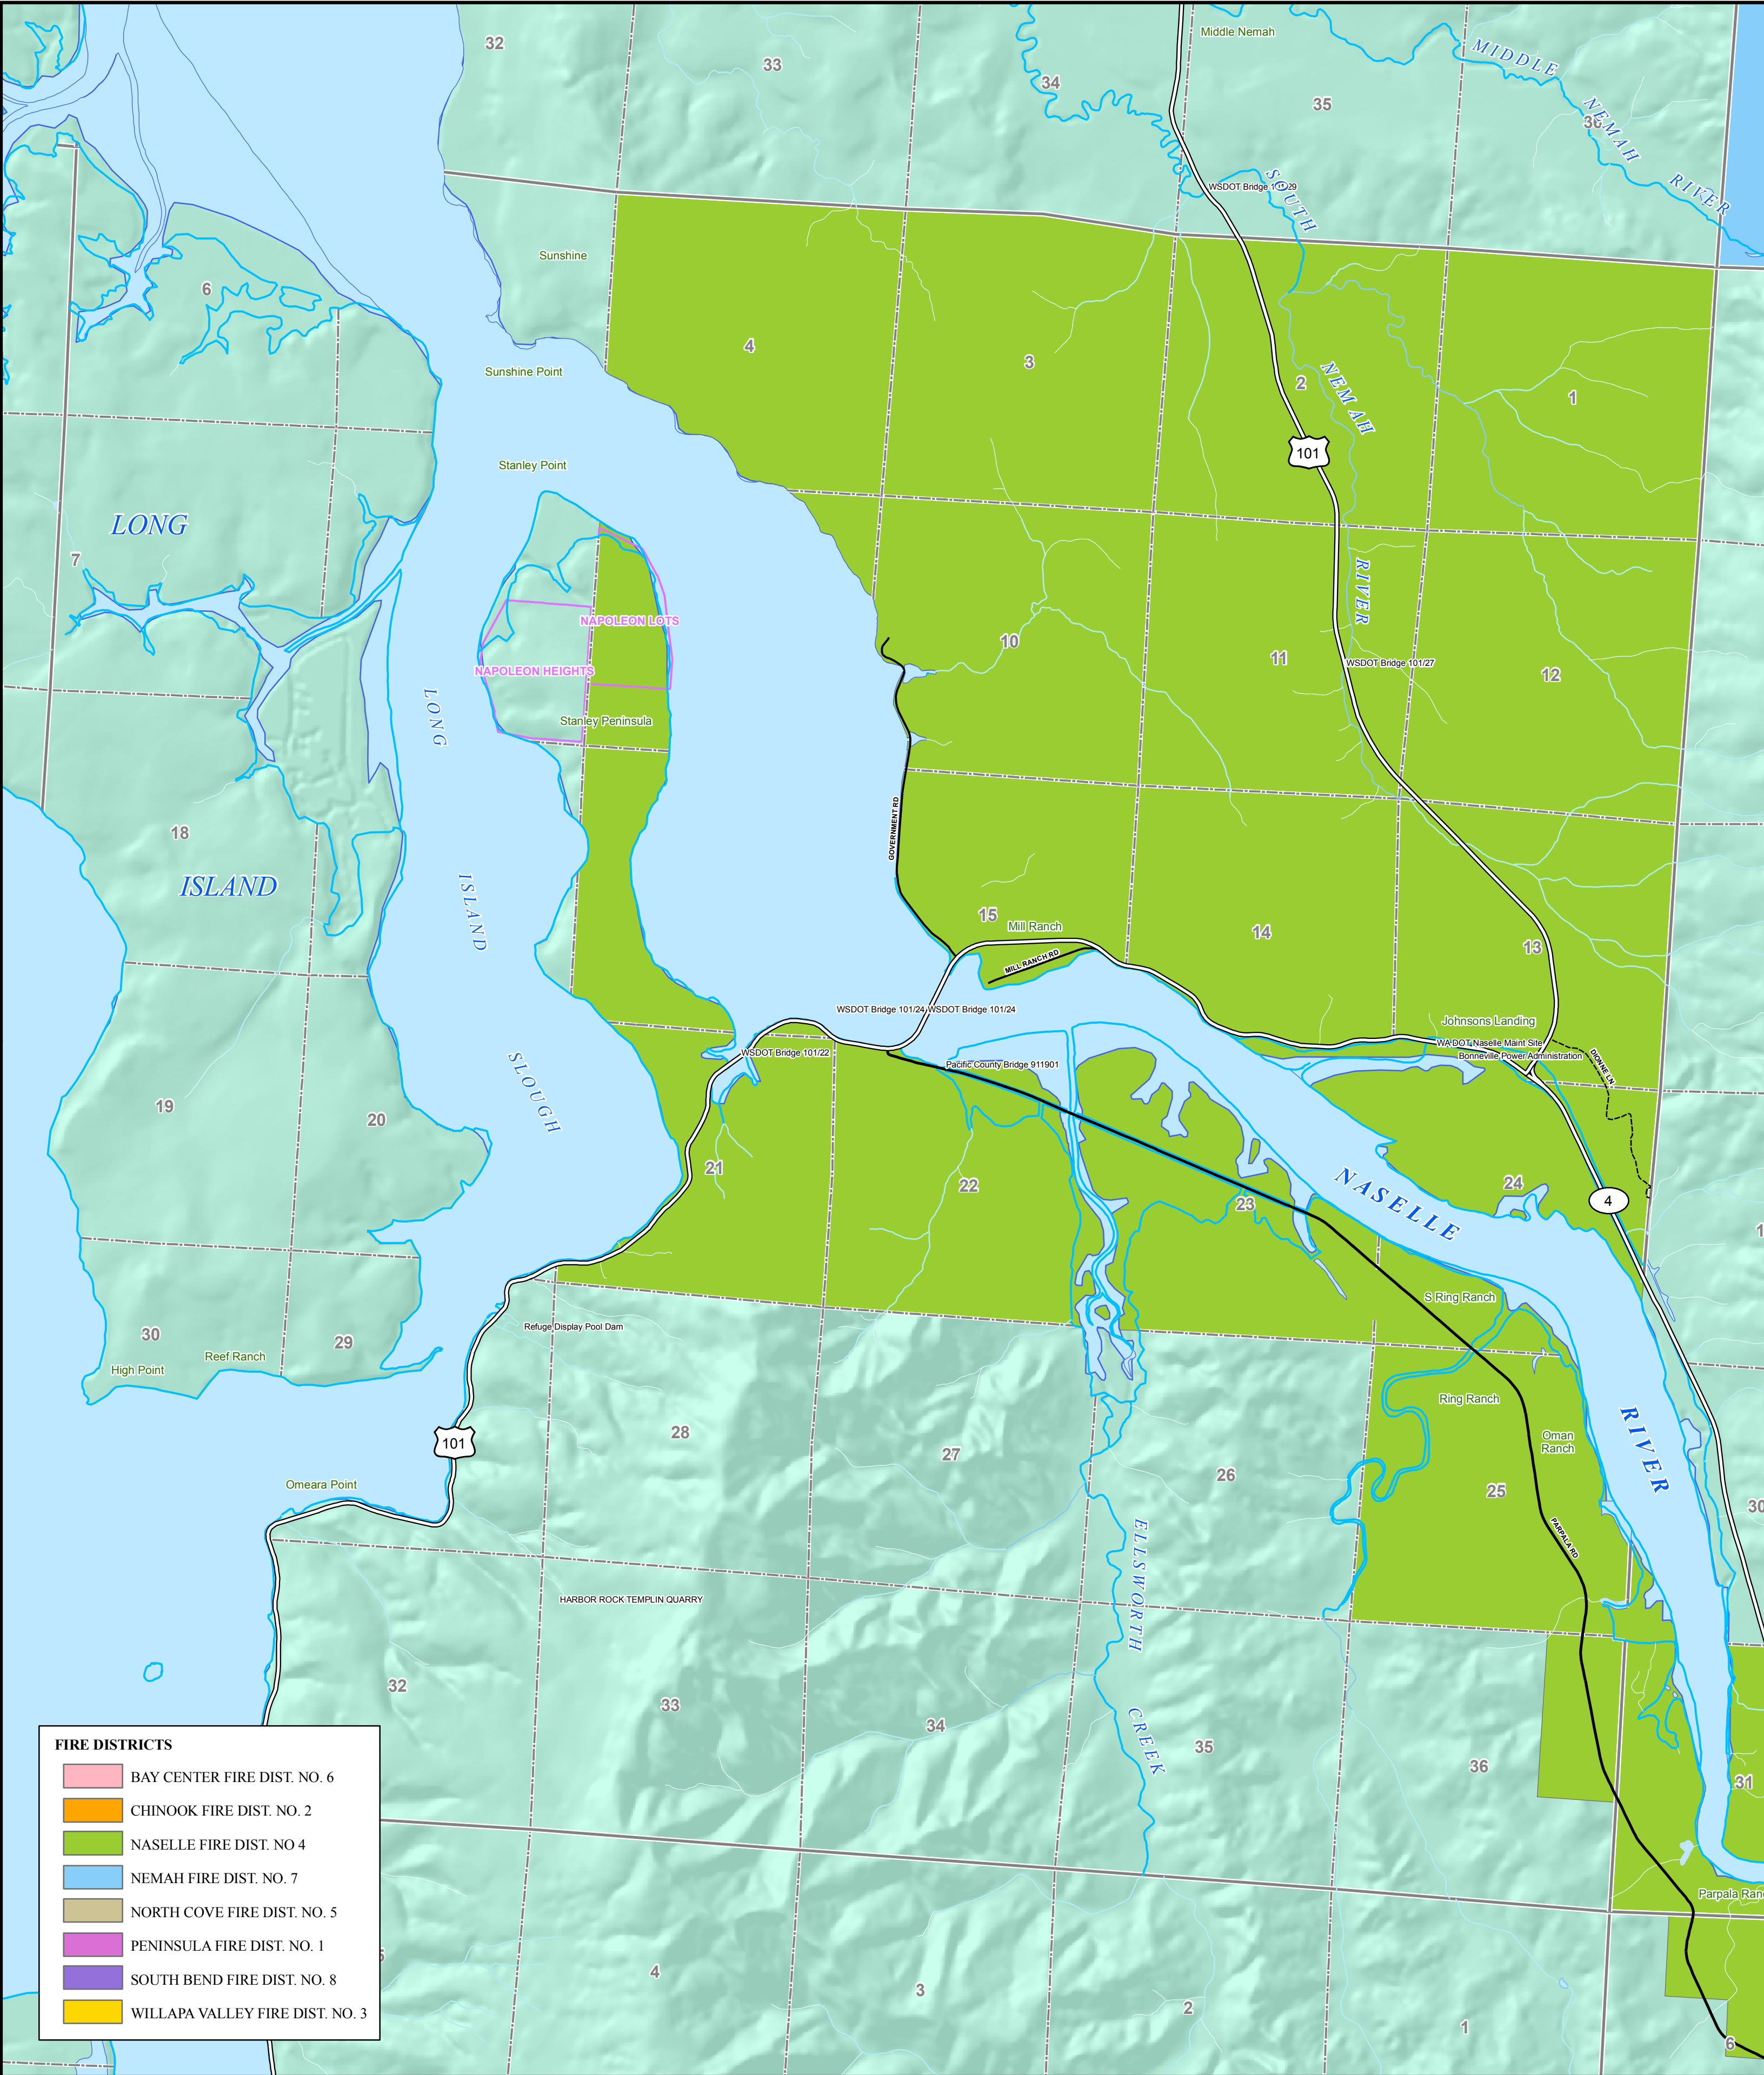 32
33
34
Middle Nemah
35
MIDDLE
NEMAH
36
RIVER
WSDOT Bridge 101/29
SOUTH
Sunshine
6
4
3
2
NEMAH
1
Sunshine Point
101
Stanley Point
LONG
7
RIVER
NAPOLEON LOTS
10
11
WSDOT Bridge 101/27
12
NAPOLEON HEIGHTS
LONG
Stanley Peninsula
GOVERNMENT RD
18
ISLAND
ISLAND
15
Mill Ranch
14
13
MILL RANCH RD
WSDOT Bridge 101/24 WSDOT Bridge 101/24
Johnsons Landing
WA DOT Naselle Maint Site
WSDOT Bridge 101/22
Bonneville Power Administration
Pacific County Bridge 911901
DIONNE LN
SLOUGH
19
20
21
22
23
NASELLE
24
4
S Ring Ranch
Refuge Display Pool Dam
30
29
Reef Ranch
High Point
Ring Ranch
28
27
26
Oman
Ranch
RIVER
101
Omeara Point
25
30
PARPALA RD
ELLSWORTH
HARBOR ROCK TEMPLIN QUARRY
32
33
34
CREEK
35
36
31
Parpala Ran
4
3
2
1
6
FIRE DISTRICTS
BAY CENTER FIRE DIST. NO. 6
CHINOOK FIRE DIST. NO. 2
NASELLE FIRE DIST. NO 4
NEMAH FIRE DIST. NO. 7
NORTH COVE FIRE DIST. NO. 5
PENINSULA FIRE DIST. NO. 1
SOUTH BEND FIRE DIST. NO. 8
WILLAPA VALLEY FIRE DIST. NO. 3